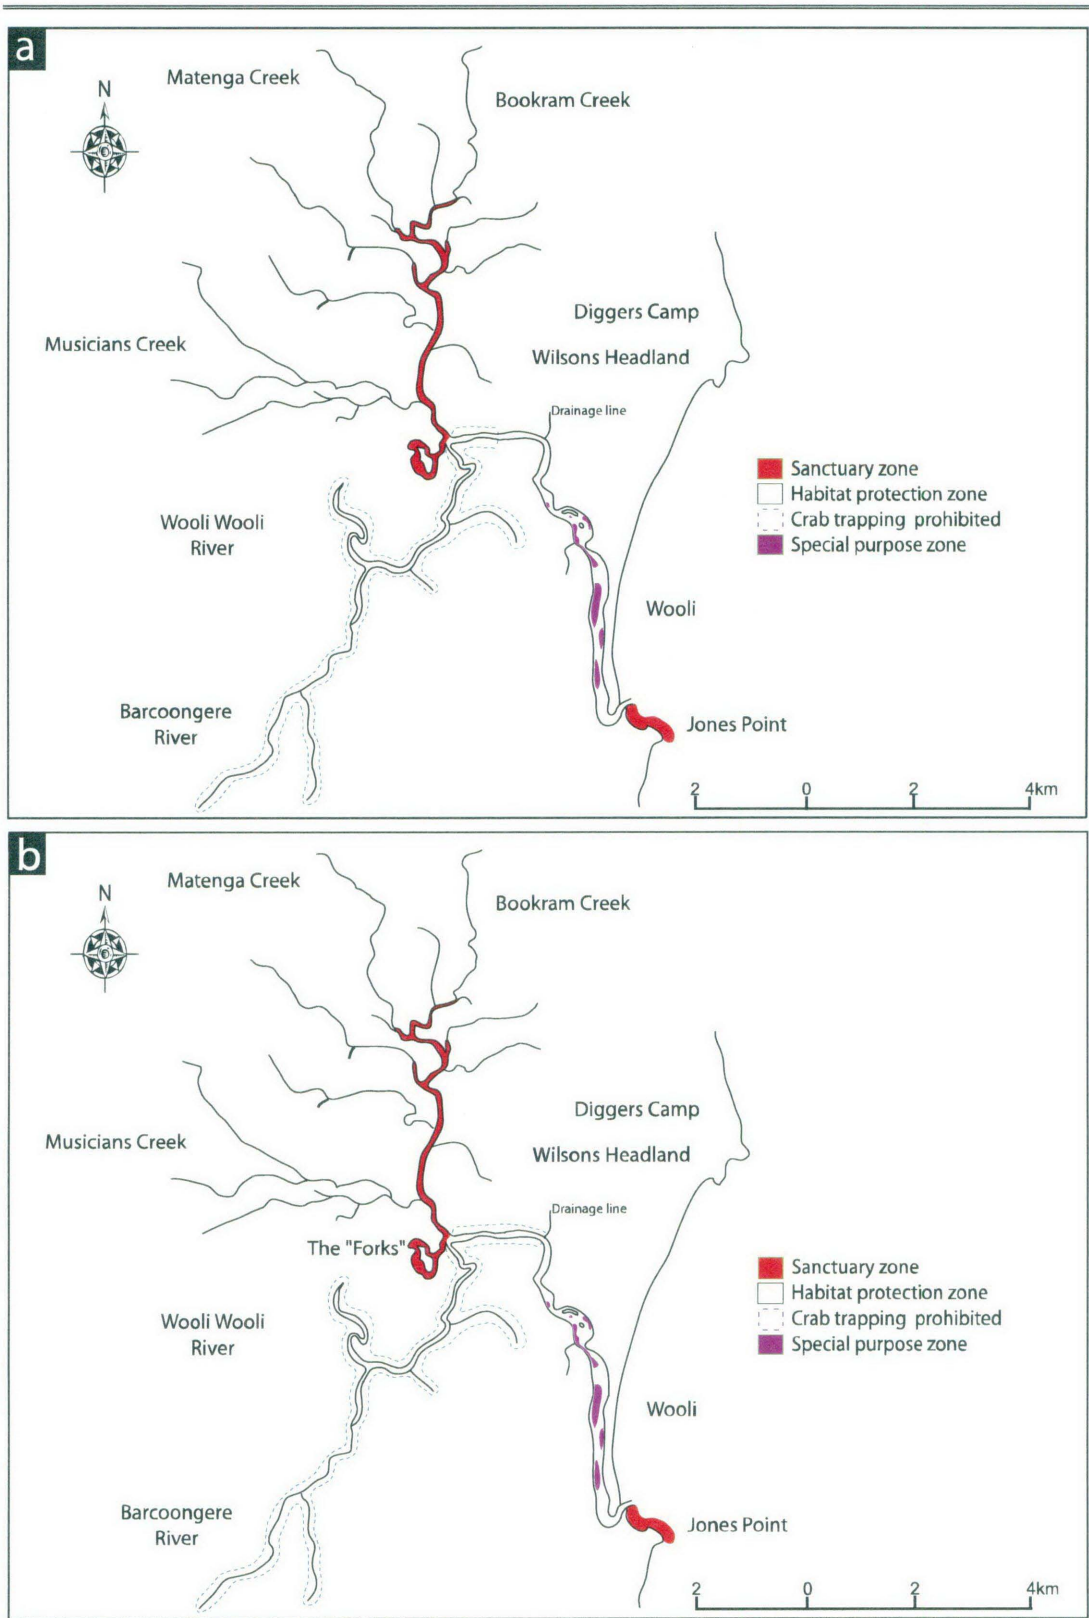 a
Matenga Creek
Bookram Creek
N
Diggers Camp
Musicians Creek
Wilsons Headland
Drainage line
Sanctuary zone
Habitat protection zone
Crab trapping prohibited
Special purpose zone
Wooli Wooli
River
Wooli
Barcoongere
River
Jones Point
2 0 2 4km
b
Matenga Creek
Bookram Creek
N
Diggers Camp
Musicians Creek
Wilsons Headland
Drainage line
The "Forks"
Sanctuary zone
Habitat protection zone
Crab trapping prohibited
Special purpose zone
Wooli Wooli
River
Wooli
Barcoongere
River
Jones Point
2 0 2 4km